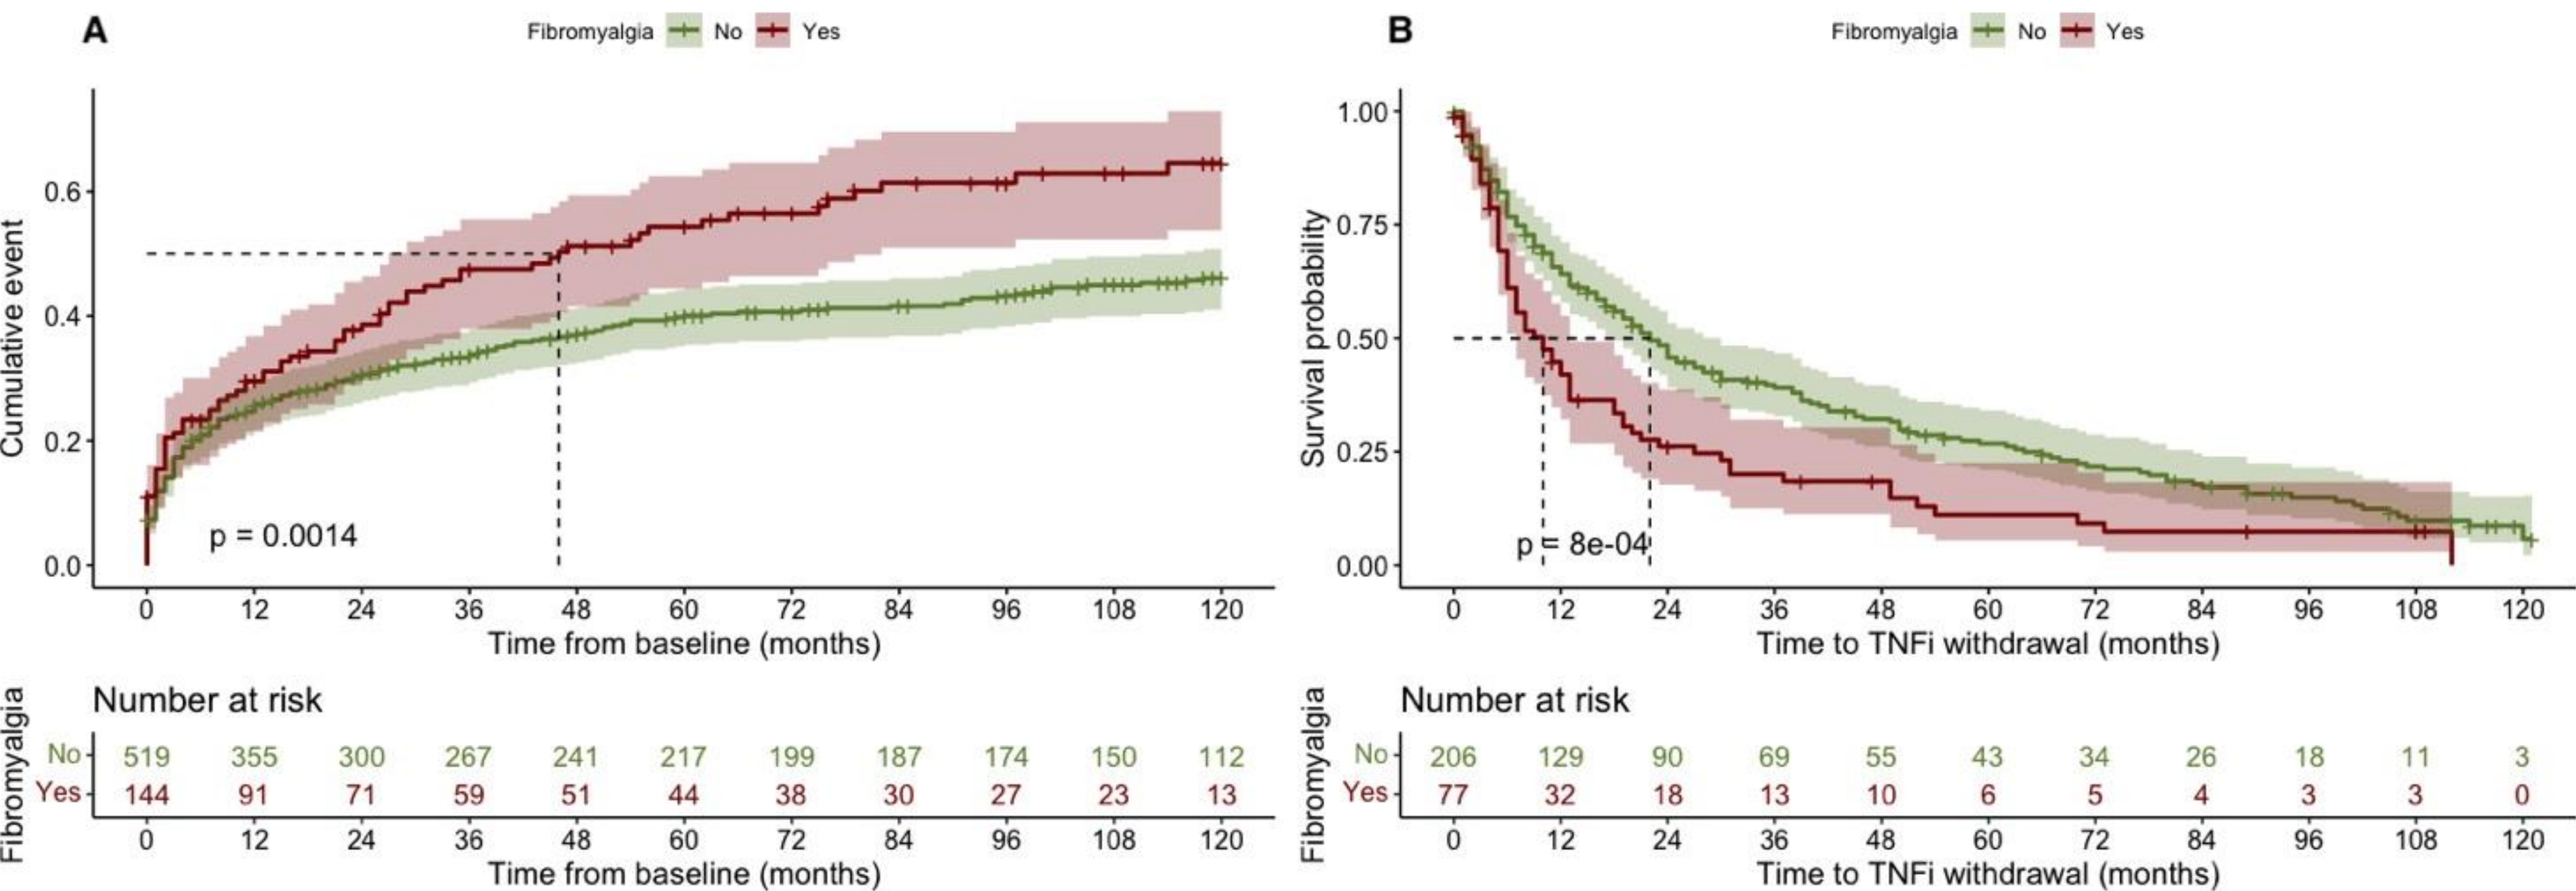 A
Fibromyalgia No Yes
Cumulative event
0.6
0.4
0.2
0.0
p = 0.0014
0 12 24 36 48 60 72 84 96 108 120
Time from baseline (months)
Number at risk
Fibromyalgia
No 519 355 300 267 241 217 199 187 174 150 112
Yes 144 91 71 59 51 44 38 30 27 23 13
0 12 24 36 48 60 72 84 96 108 120
Time from baseline (months)
B
Fibromyalgia No Yes
Survival probability
1.00
0.75
0.50
0.25
0.00
p = 8e-04
0 12 24 36 48 60 72 84 96 108 120
Time to TNFi withdrawal (months)
Number at risk
Fibromyalgia
No 206 129 90 69 55 43 34 26 18 11 3
Yes 77 32 18 13 10 6 5 4 3 3 0
0 12 24 36 48 60 72 84 96 108 120
Time to TNFi withdrawal (months)